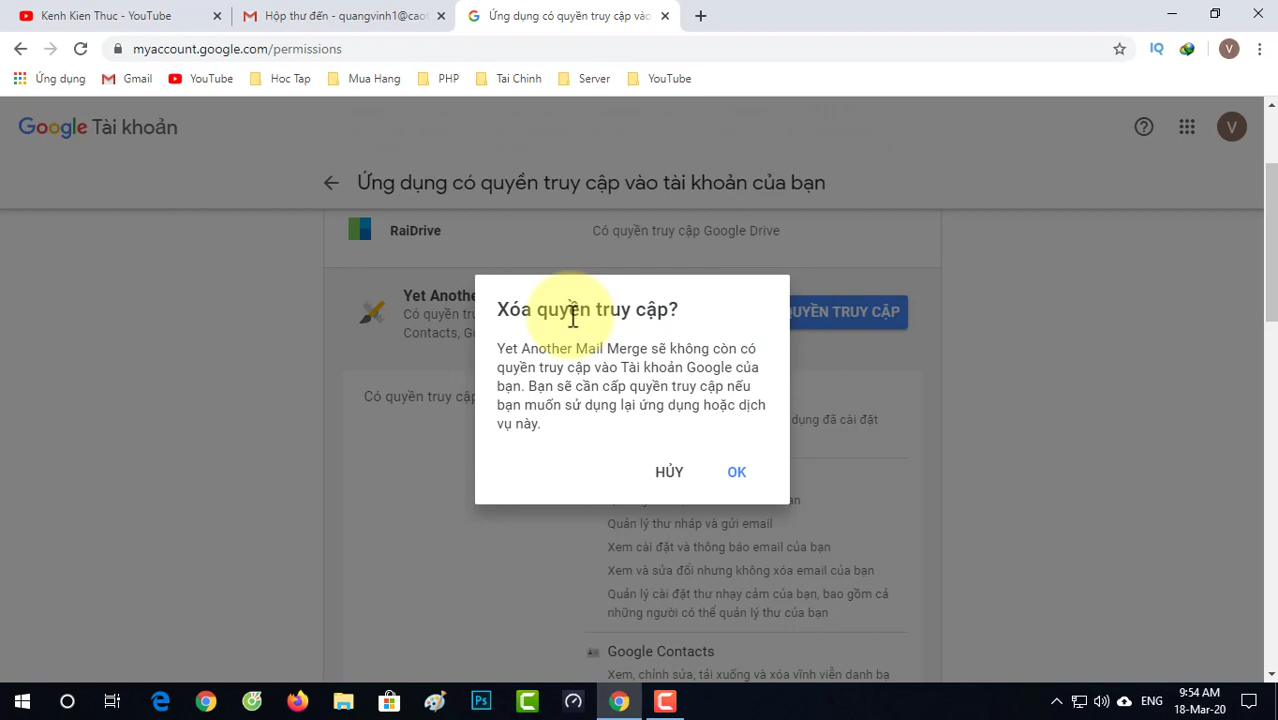 Kenh Kien Thuc - YouTube
Hộp thư đến - quangvinh1@caot
Ứng dụng có quyền truy cập vào
myaccount.google.com/permissions
IQ
V
Ứng dụng
Gmail
YouTube
Hoc Tap
Mua Hang
PHP
Tai Chinh
Server
YouTube
Google Tài khoản
V
Ứng dụng có quyền truy cập vào tài khoản của bạn
RaiDrive
Có quyền truy cập Google Drive
Yet Anothe
Có quyền tru
Contacts, G
QUYỀN TRUY CẬP
Xóa quyền truy cập?
Yet Another Mail Merge sẽ không còn có
quyền truy cập vào Tài khoản Google của
bạn. Bạn sẽ cần cấp quyền truy cập nếu
bạn muốn sử dụng lại ứng dụng hoặc dịch
vụ này.
HỦY
OK
Có quyền truy cập
dụng đã cài đặt
Quản lý thư nháp và gửi email
Xem cài đặt và thông báo email của bạn
Xem và sửa đổi nhưng không xóa email của bạn
Quản lý cài đặt thư nhạy cảm của bạn, bao gồm cả
những người có thể quản lý thư của bạn
Google Contacts
Xem, chỉnh sửa, tải xuống và xóa vĩnh viễn danh bạ
Ps
C
C
ENG
9:54 AM
18-Mar-20